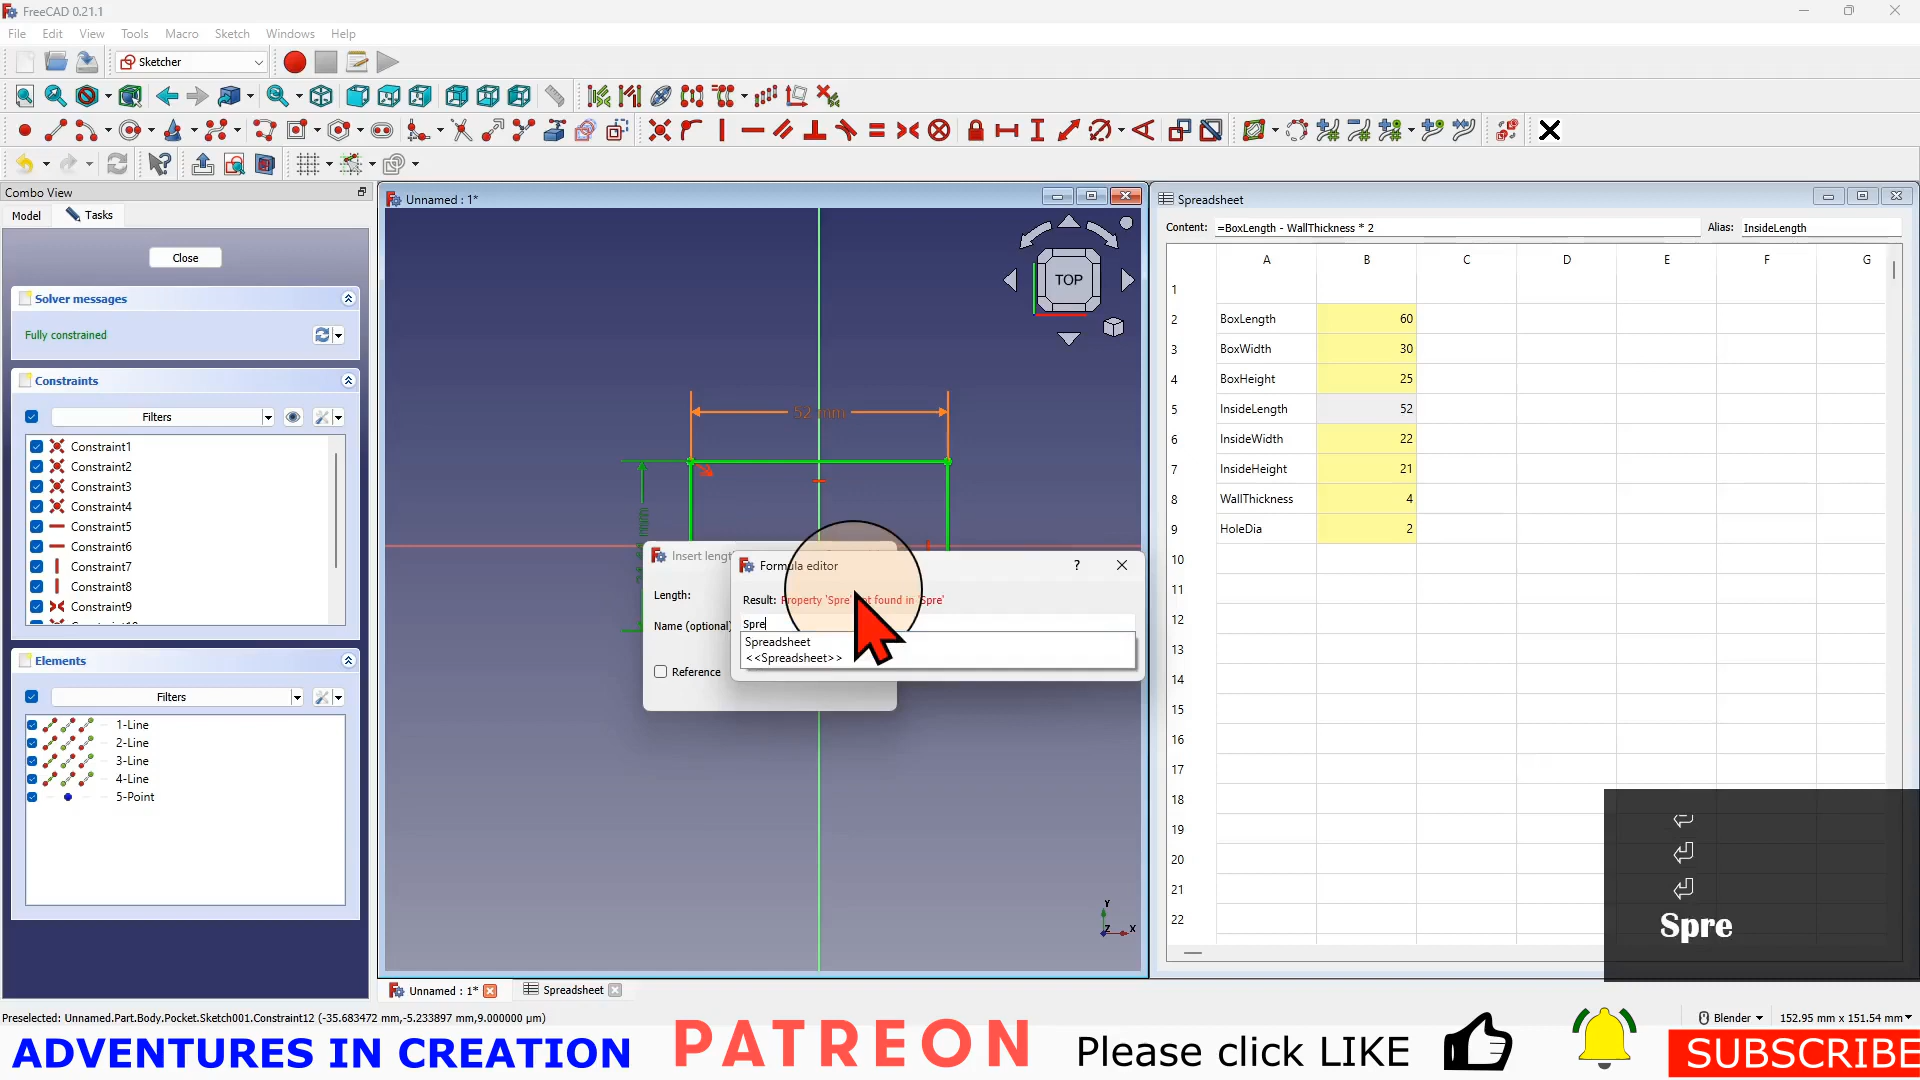 FreeCAD 0.21.1
File Edit View Tools Macro Sketch Windows Help
Sketcher
Combo View
Model Tasks
Close
Solver messages
Fully constrained
Constraints
Filters
Constraint1
Constraint2
Constraint3
Constraint4
Constraint5
Constraint6
Constraint7
Constraint8
Constraint9
Elements
Filters
1-Line
2-Line
3-Line
4-Line
5-Point
Unnamed : 1*
TOP
52 mm
Insert leng
Length:
Name (optional)
Reference
Formula editor
?
Result: Property 'Spre' not found in 'Spre'
Spre
Spreadsheet
<<Spreadsheet>>
Y
Z X
Spreadsheet
Content: =BoxLength - WallThickness * 2 Alias: InsideLength
A B C D E F G
1
2 BoxLength 60
3 BoxWidth 30
4 BoxHeight 25
5 InsideLength 52
6 InsideWidth 22
7 InsideHeight 21
8 WallThickness 4
9 HoleDia 2
10
11
12
13
14
15
16
17
18
19
20
21
22
Spre
Unnamed : 1* Spreadsheet
Preselected: Unnamed.Part.Body.Pocket.Sketch001.Constraint12 (-35.683472 mm,-5.233897 mm,9.000000 µm)
Blender 152.95 mm x 151.54 mm
ADVENTURES IN CREATION PATREON Please click LIKE SUBSCRIBE